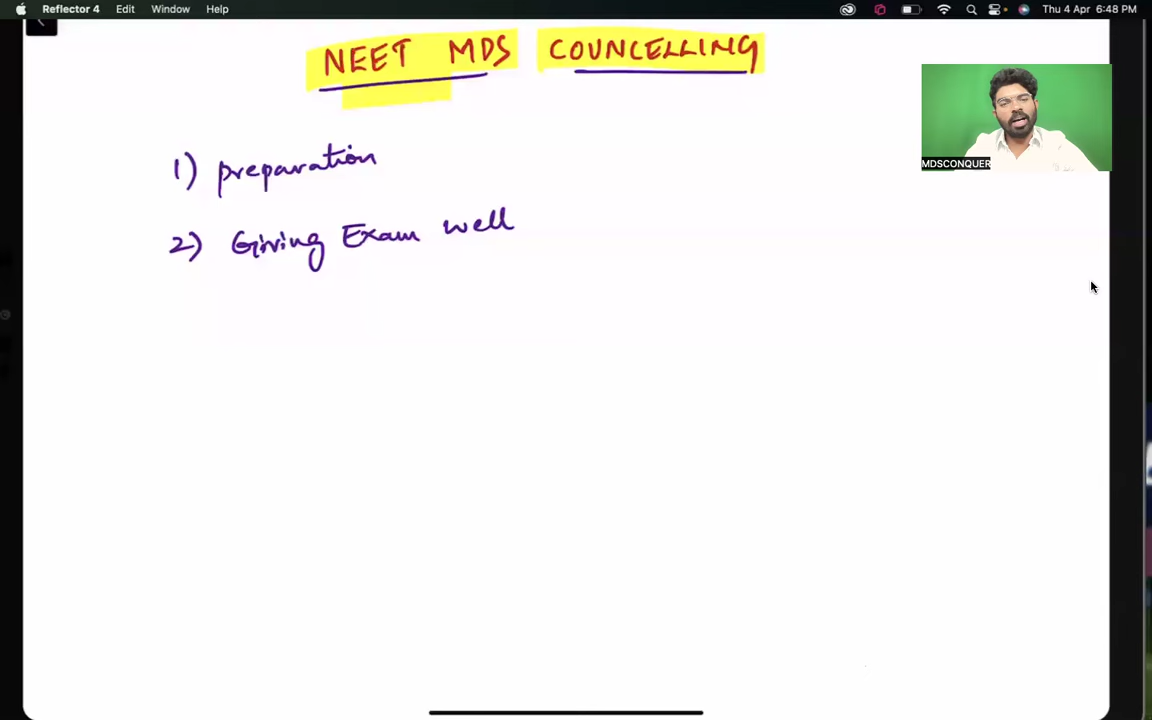 Reflector 4 Edit Window Help Thu 4 Apr 6:48 PM
NEET MDS COUNCELLING
MDSCONQUER
1) preparation
2) Giving Exam well